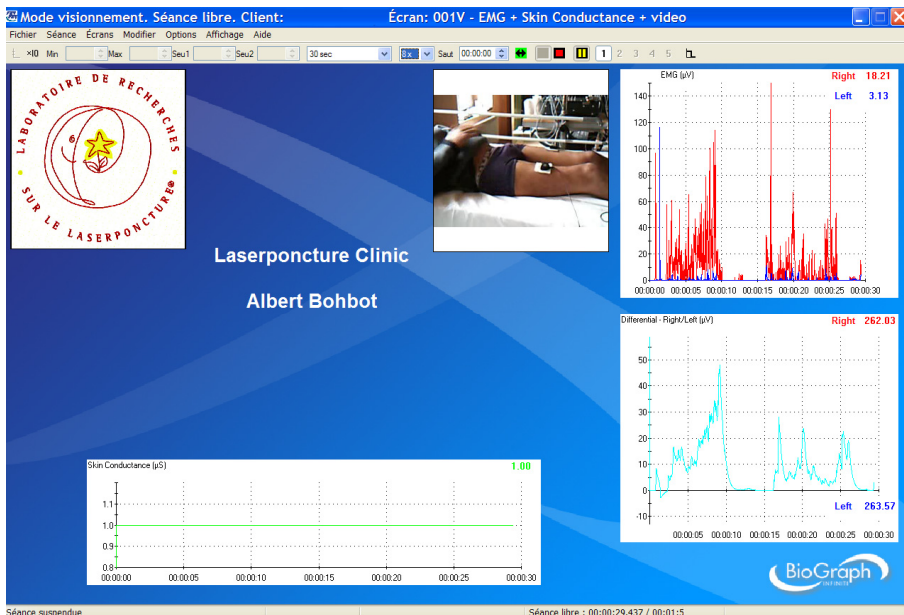 Mode visionnement. Séance libre. Client: Écran: 001V - EMG + Skin Conductance + video
Fichier Séance Écrans Modifier Options Affichage Aide
×10 Min Max Seu1 Seu2 30 sec 8x Saut 00:00:00 1 2 3 4 5
LABORATOIRE DE RECHERCHES
SUR LE LASERPONCTURE®
Laserponcture Clinic
Albert Bohbot
EMG (µV) Right 18.21
Left 3.13
140
120
100
80
60
40
20
0
00:00:00 00:00:05 00:00:10 00:00:15 00:00:20 00:00:25 00:00:30
Differential - Right/Left (µV) Right 262.03
50
40
30
20
10
0
-10
Left 263.57
00:00:05 00:00:10 00:00:15 00:00:20 00:00:25 00:00:30
Skin Conductance (µS) 1.00
1.1
1.0
0.9
0.8
00:00:00 00:00:05 00:00:10 00:00:15 00:00:20 00:00:25 00:00:30
BioGraph
INFINITI
Séance suspendue Séance libre : 00:00:29.437 / 00:01:5